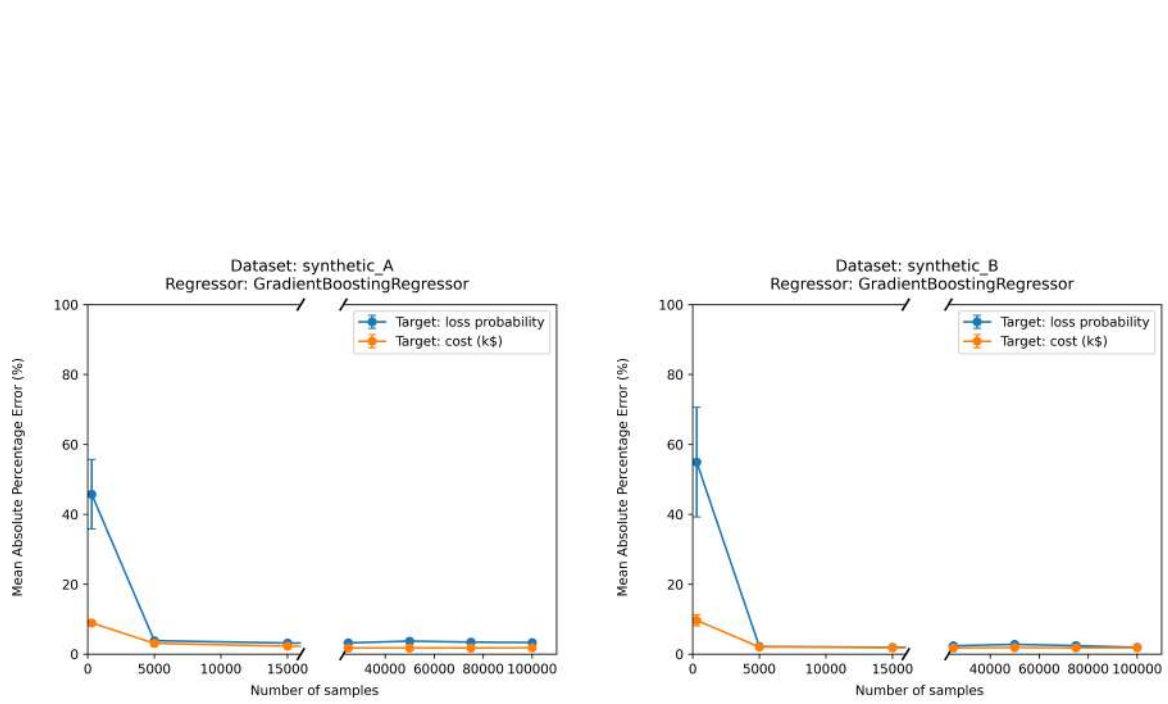 Dataset: synthetic_A
Regressor: GradientBoostingRegressor
100
80
60
40
20
0
Mean Absolute Percentage Error (%)
Target: loss probability
Target: cost (k$)
0 5000 10000 15000 40000 60000 80000 100000
Number of samples
Dataset: synthetic_B
Regressor: GradientBoostingRegressor
100
80
60
40
20
0
Mean Absolute Percentage Error (%)
Target: loss probability
Target: cost (k$)
0 5000 10000 15000 40000 60000 80000 100000
Number of samples